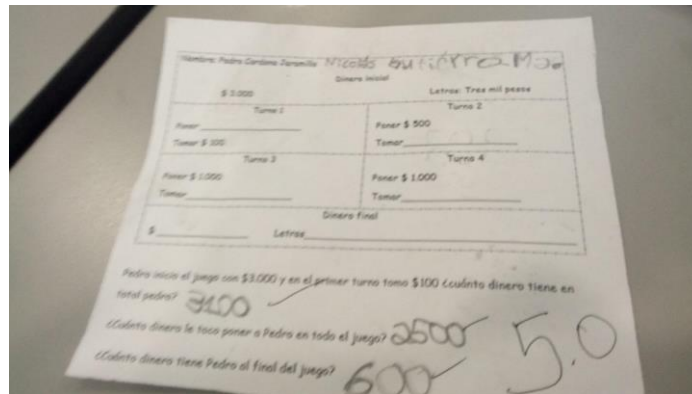 Nombre: Pedro Cardona Jaramillo Nicolás Gutiérre
Dinero inicial
$ 3.000 Letras: Tres mil pesos
Turno 1 Turno 2
Poner Poner $ 500
Tomar $ 100 Tomar
Turno 3 Turno 4
Poner $ 1.000 Poner $ 1.000
Tomar Tomar
Dinero final
$ Letras
Pedro inicio el juego con $3.000 y en el primer turno tomo $100 ¿cuánto dinero tiene en
total pedro? 3100
¿Cuánto dinero le toco poner a Pedro en todo el juego? 2500
5.0
¿Cuánto dinero tiene Pedro al final del juego? 600